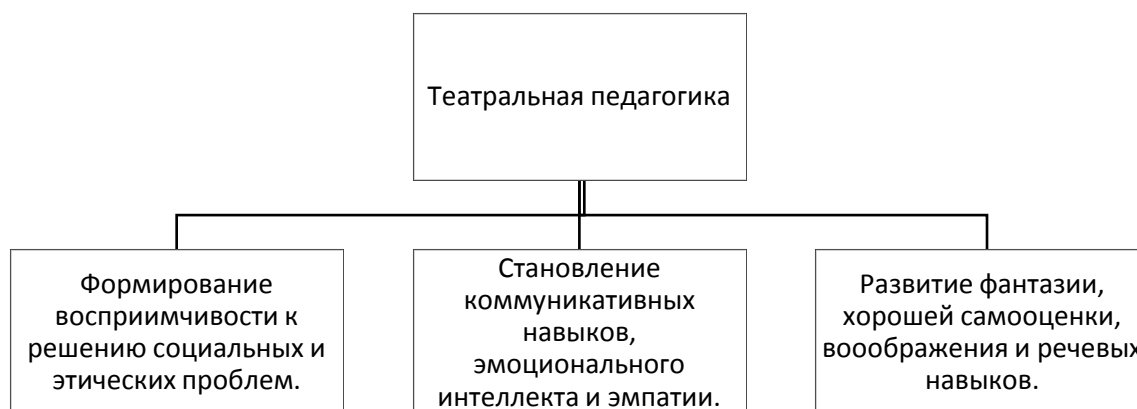 Театральная педагогика
Формирование
восприимчивости к
решению социальных и
этических проблем.
Становление
коммуникативных
навыков,
эмоционального
интеллекта и эмпатии.
Развитие фантазии,
хорошей самооценки,
вооображения и речевых
навыков.